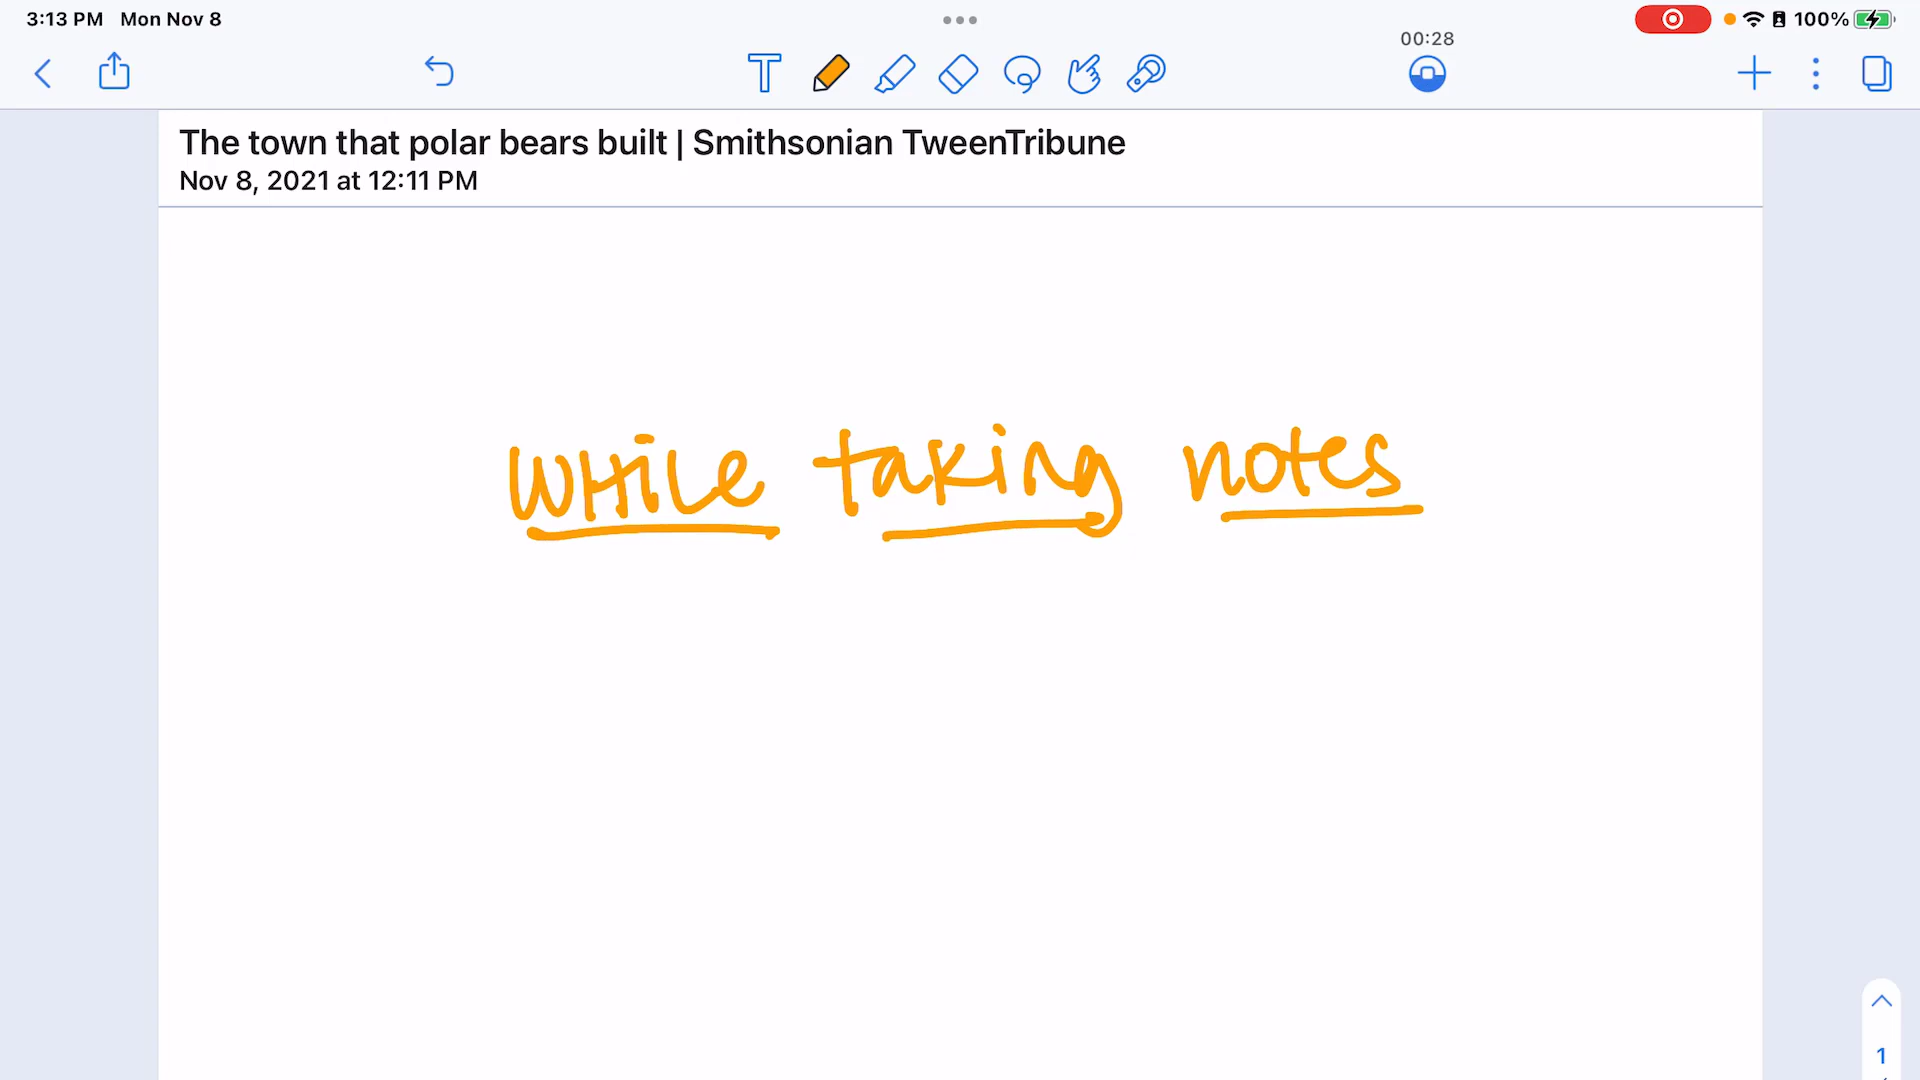 3:13 PM Mon Nov 8
100%
00:28
The town that polar bears built | Smithsonian TweenTribune
Nov 8, 2021 at 12:11 PM
While taking notes
1